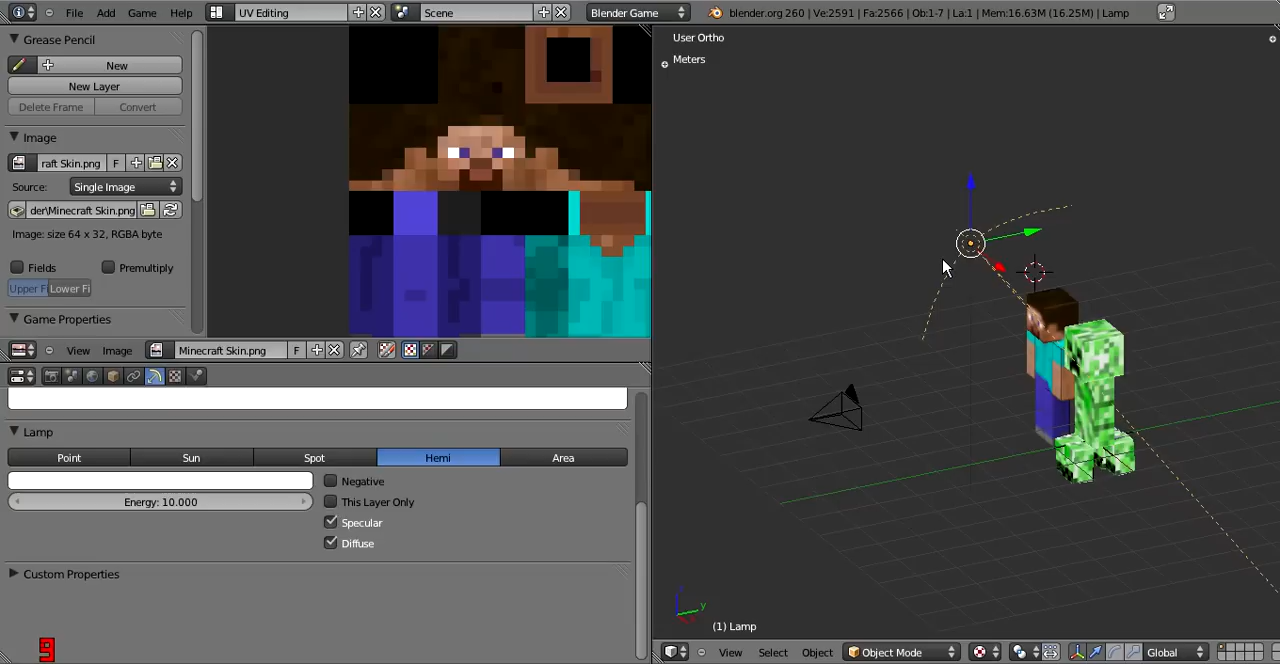 File Add Game Help UV Editing Scene Blender Game blender.org 260 | Ve:2591 | Fa:2566 | Ob:1-7 | La:1 | Mem:16.63M (16.25M) | Lamp
Grease Pencil
New
New Layer
Delete Frame Convert
Image
raft Skin.png F
Source: Single Image
der\Minecraft Skin.png
Image: size 64 x 32, RGBA byte
Fields Premultiply
Upper Fi Lower Fi
Game Properties
View Image Minecraft Skin.png F
Lamp
Point Sun Spot Hemi Area
Negative
Energy: 10.000 This Layer Only
Specular
Diffuse
Custom Properties
9
User Ortho
Meters
z
y
(1) Lamp
View Select Object Object Mode Global